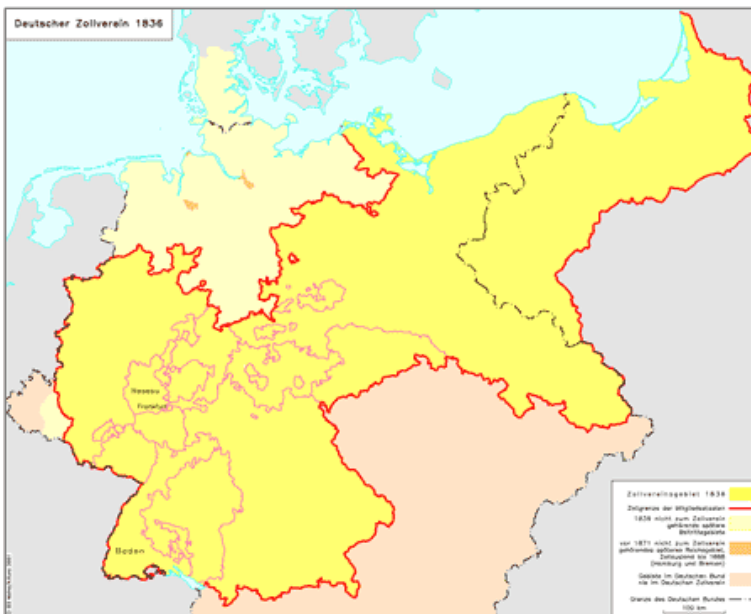 Deutscher Zollverein 1836
Nassau
Frankfurt
Baden
Zollvereinsgebiet 1836
Zollgrenze der Mitgliedsstaaten
1836 nicht zum Zollverein
gehörende spätere
Beitrittsgebiete
vor 1871 nicht zum Zollverein
gehörendes späteres Reichsgebiet,
Zollausland bis 1888
(Hamburg und Bremen)
Gebiete im Deutschen Bund
nie im Deutschen Zollverein
Grenze des Deutschen Bundes
100 km